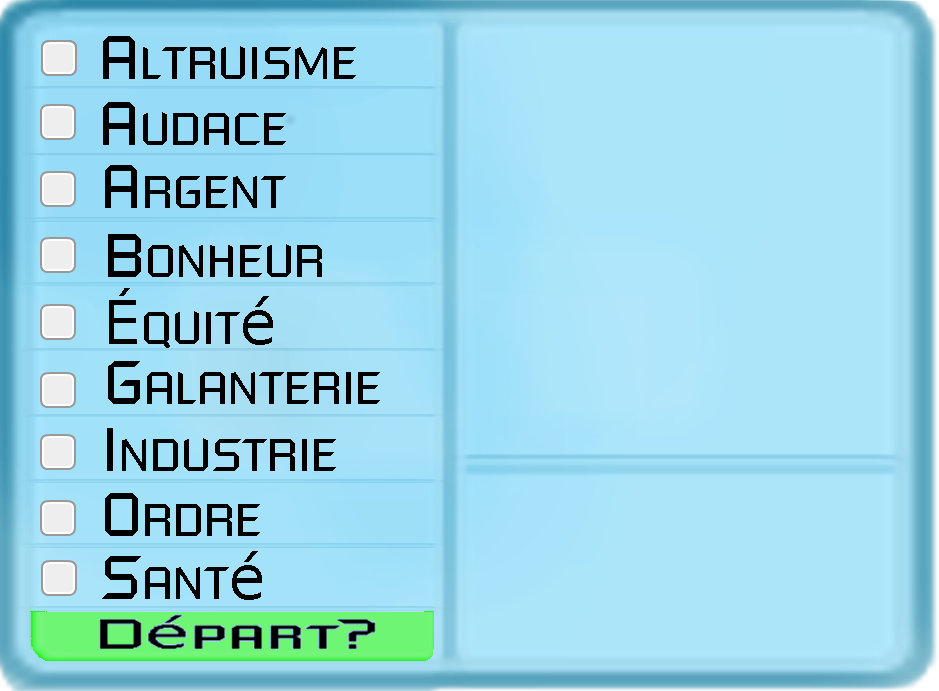 Altruisme
Audace
Argent
Bonheur
Équité
Galanterie
Industrie
Ordre
Santé
Départ?